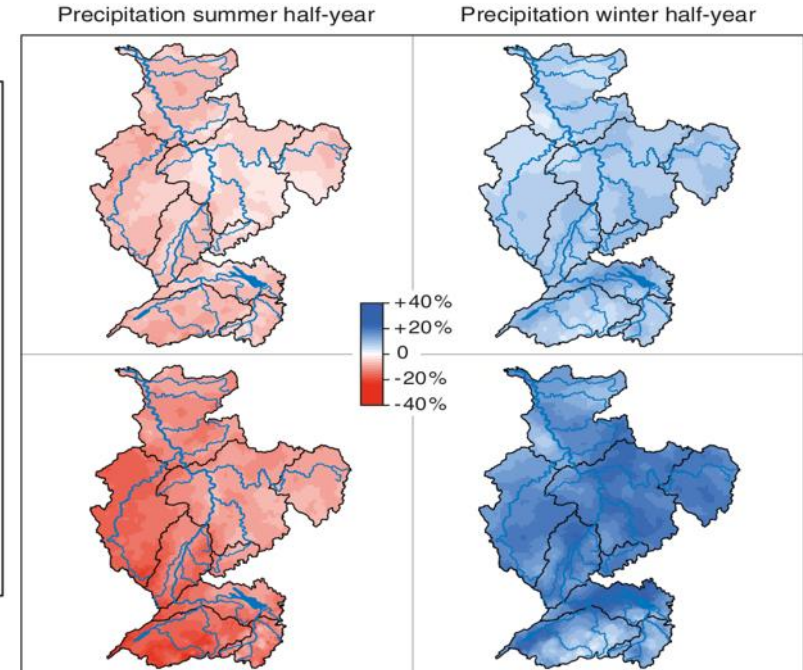 Precipitation summer half-year
Precipitation winter half-year
+40%
+20%
0
-20%
-40%